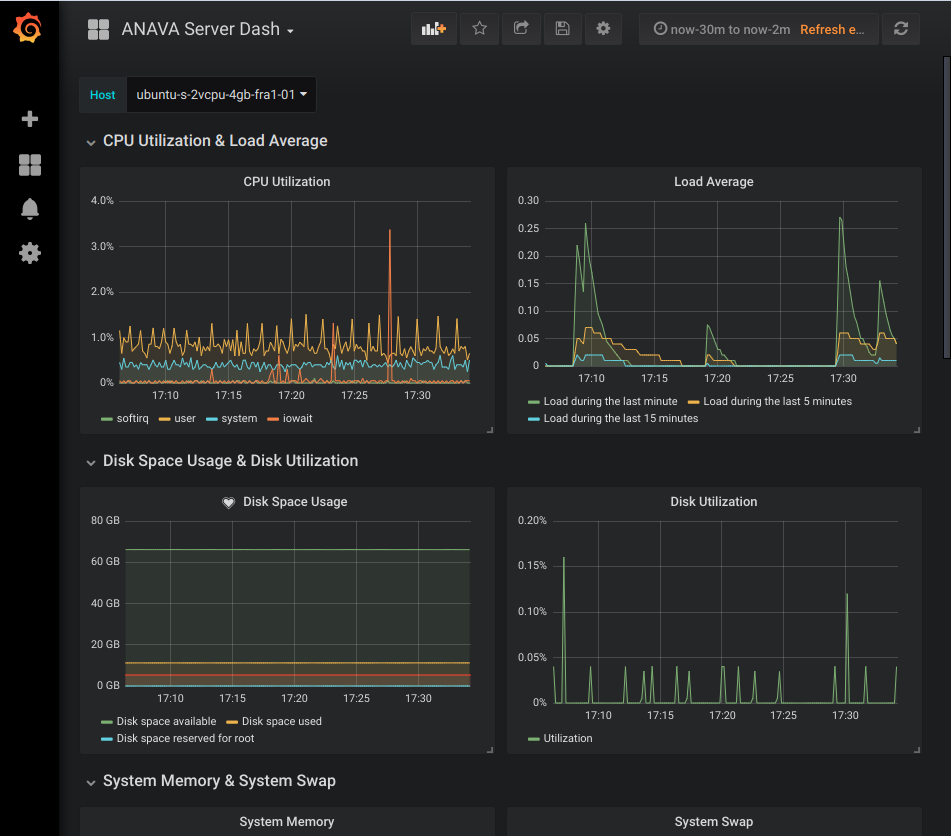 ANAVA Server Dash
now-30m to now-2m Refresh e...
Host ubuntu-s-2vcpu-4gb-fra1-01
CPU Utilization & Load Average
CPU Utilization
4.0%
3.0%
2.0%
1.0%
0%
17:10 17:15 17:20 17:25 17:30
softirq user system iowait
Load Average
0.30
0.25
0.20
0.15
0.10
0.05
0
17:10 17:15 17:20 17:25 17:30
Load during the last minute Load during the last 5 minutes
Load during the last 15 minutes
Disk Space Usage & Disk Utilization
Disk Space Usage
80 GB
60 GB
40 GB
20 GB
0 GB
17:10 17:15 17:20 17:25 17:30
Disk space available Disk space used
Disk space reserved for root
Disk Utilization
0.20%
0.15%
0.10%
0.05%
0%
17:10 17:15 17:20 17:25 17:30
Utilization
System Memory & System Swap
System Memory
System Swap